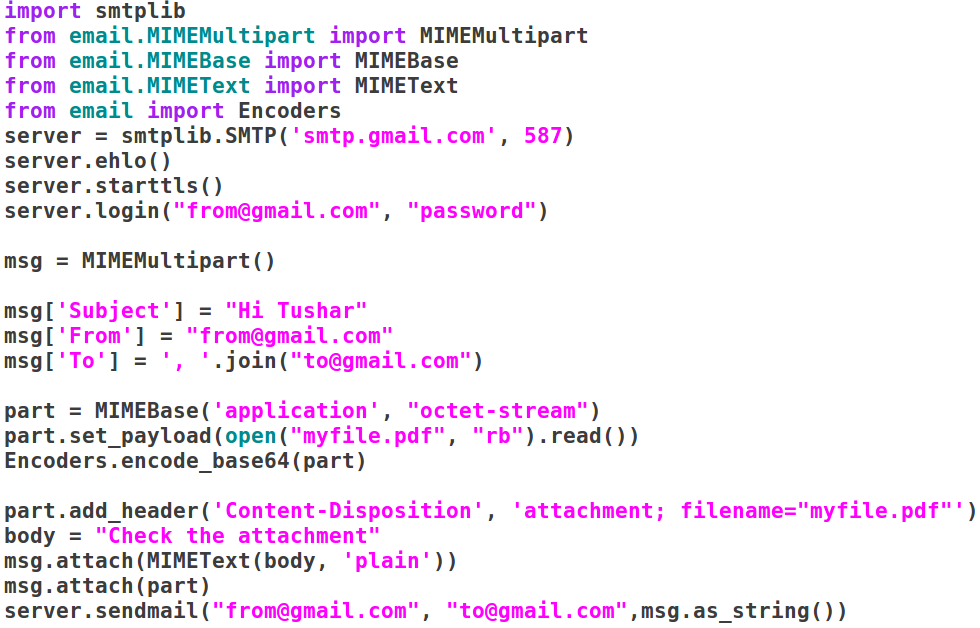 import smtplib
from email.MIMEMultipart import MIMEMultipart
from email.MIMEBase import MIMEBase
from email.MIMEText import MIMEText
from email import Encoders
server = smtplib.SMTP('smtp.gmail.com', 587)
server.ehlo()
server.starttls()
server.login("from@gmail.com", "password")
msg = MIMEMultipart()
msg['Subject'] = "Hi Tushar"
msg['From'] = "from@gmail.com"
msg['To'] = ', '.join("to@gmail.com")
part = MIMEBase('application', "octet-stream")
part.set_payload(open("myfile.pdf", "rb").read())
Encoders.encode_base64(part)
part.add_header('Content-Disposition', 'attachment; filename="myfile.pdf"')
body = "Check the attachment"
msg.attach(MIMEText(body, 'plain'))
msg.attach(part)
server.sendmail("from@gmail.com", "to@gmail.com",msg.as_string())